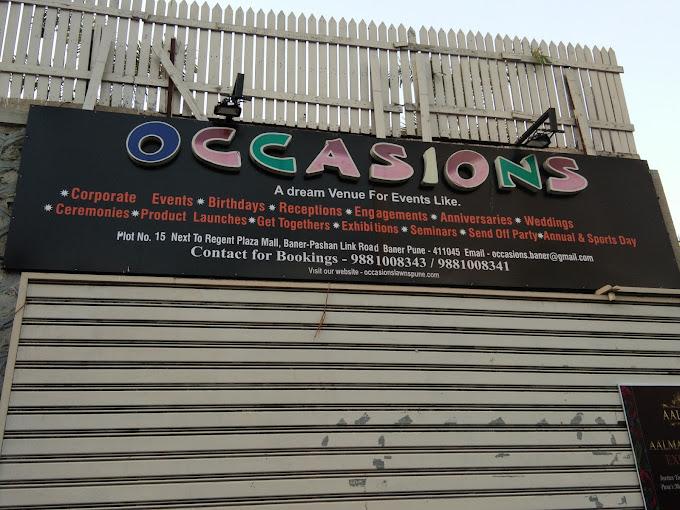 OCCASIONS
A dream Venue For Events Like.
* Corporate Events * Birthdays * Receptions * Engagements * Anniversaries * Weddings
* Ceremonies * Product Launches * Get Togethers * Exhibitions * Seminars * Send Off Party * Annual & Sports Day
Plot No. 15 Next To Regent Plaza Mall, Baner-Pashan Link Road Baner Pune - 411045 Email - occasions.baner@gmail.com
Contact for Bookings - 9881008343 / 9881008341
Visit our website - occasionslawnspune.com